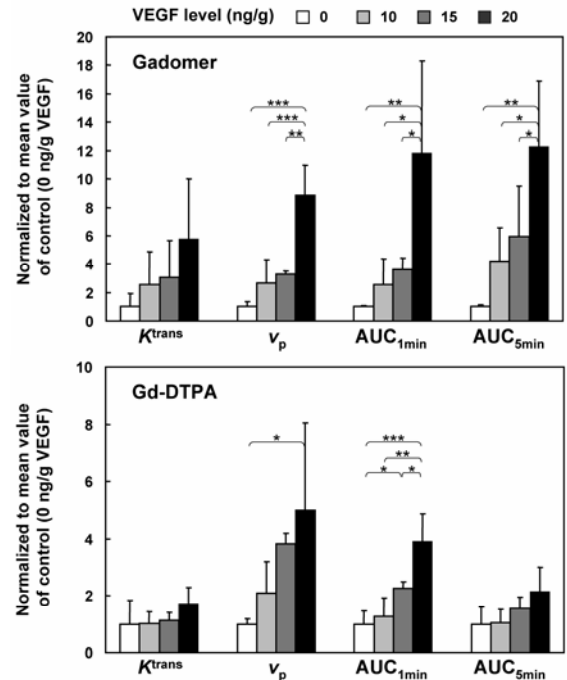 VEGF level (ng/g) 0 10 15 20
Gadomer
Normalized to mean value
of control (0 ng/g VEGF)
20
18
16
14
12
10
8
6
4
2
0
*** *** **
** * *
** * *
Ktrans vp AUC1min AUC5min
Gd-DTPA
Normalized to mean value
of control (0 ng/g VEGF)
10
8
6
4
2
0
*
***
**
* *
Ktrans vp AUC1min AUC5min